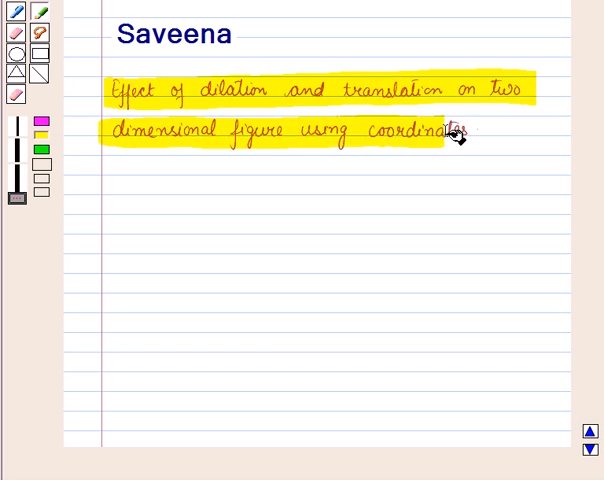 Saveena
Effect of dilation and translation on two
dimensional figure using coordinates.